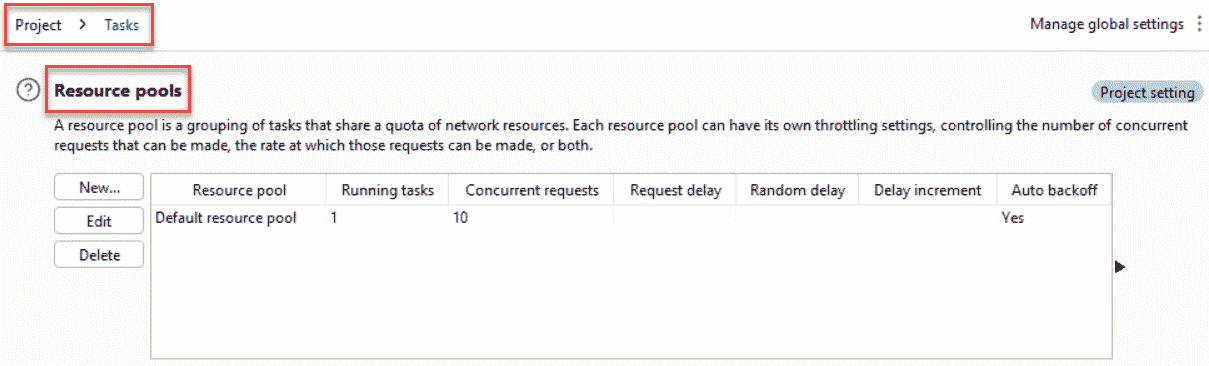 Project > Tasks
Manage global settings
? Resource pools
Project setting
A resource pool is a grouping of tasks that share a quota of network resources. Each resource pool can have its own throttling settings, controlling the number of concurrent
requests that can be made, the rate at which those requests can be made, or both.
New...
Edit
Delete
Resource pool Running tasks Concurrent requests Request delay Random delay Delay increment Auto backoff
Default resource pool 1 10 Yes